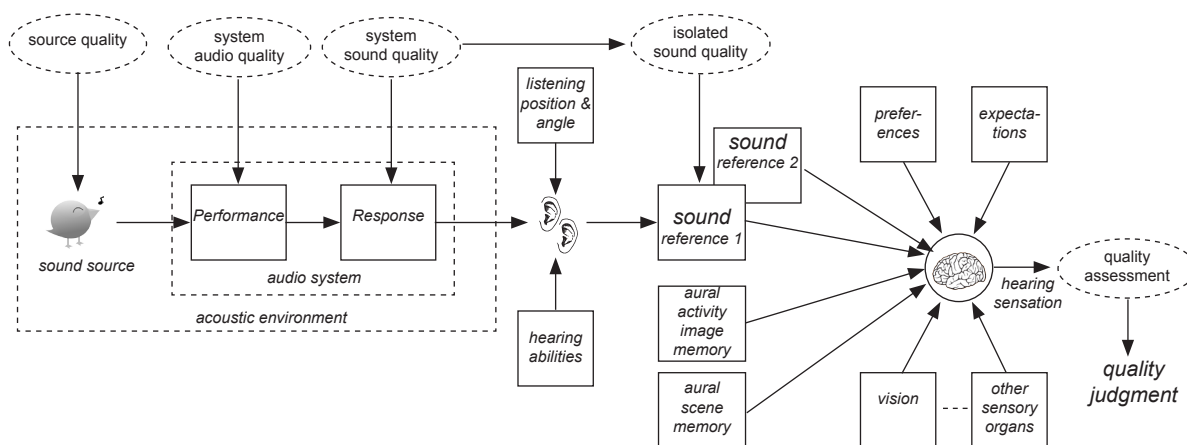 source quality
system
audio quality
system
sound quality
isolated
sound quality
listening
position &
angle
prefer-
ences
expecta-
tions
sound
reference 2
Performance
Response
sound
reference 1
sound source
audio system
acoustic environment
hearing
abilities
aural
activity
image
memory
aural
scene
memory
vision
other
sensory
organs
hearing
sensation
quality
assessment
quality
judgment